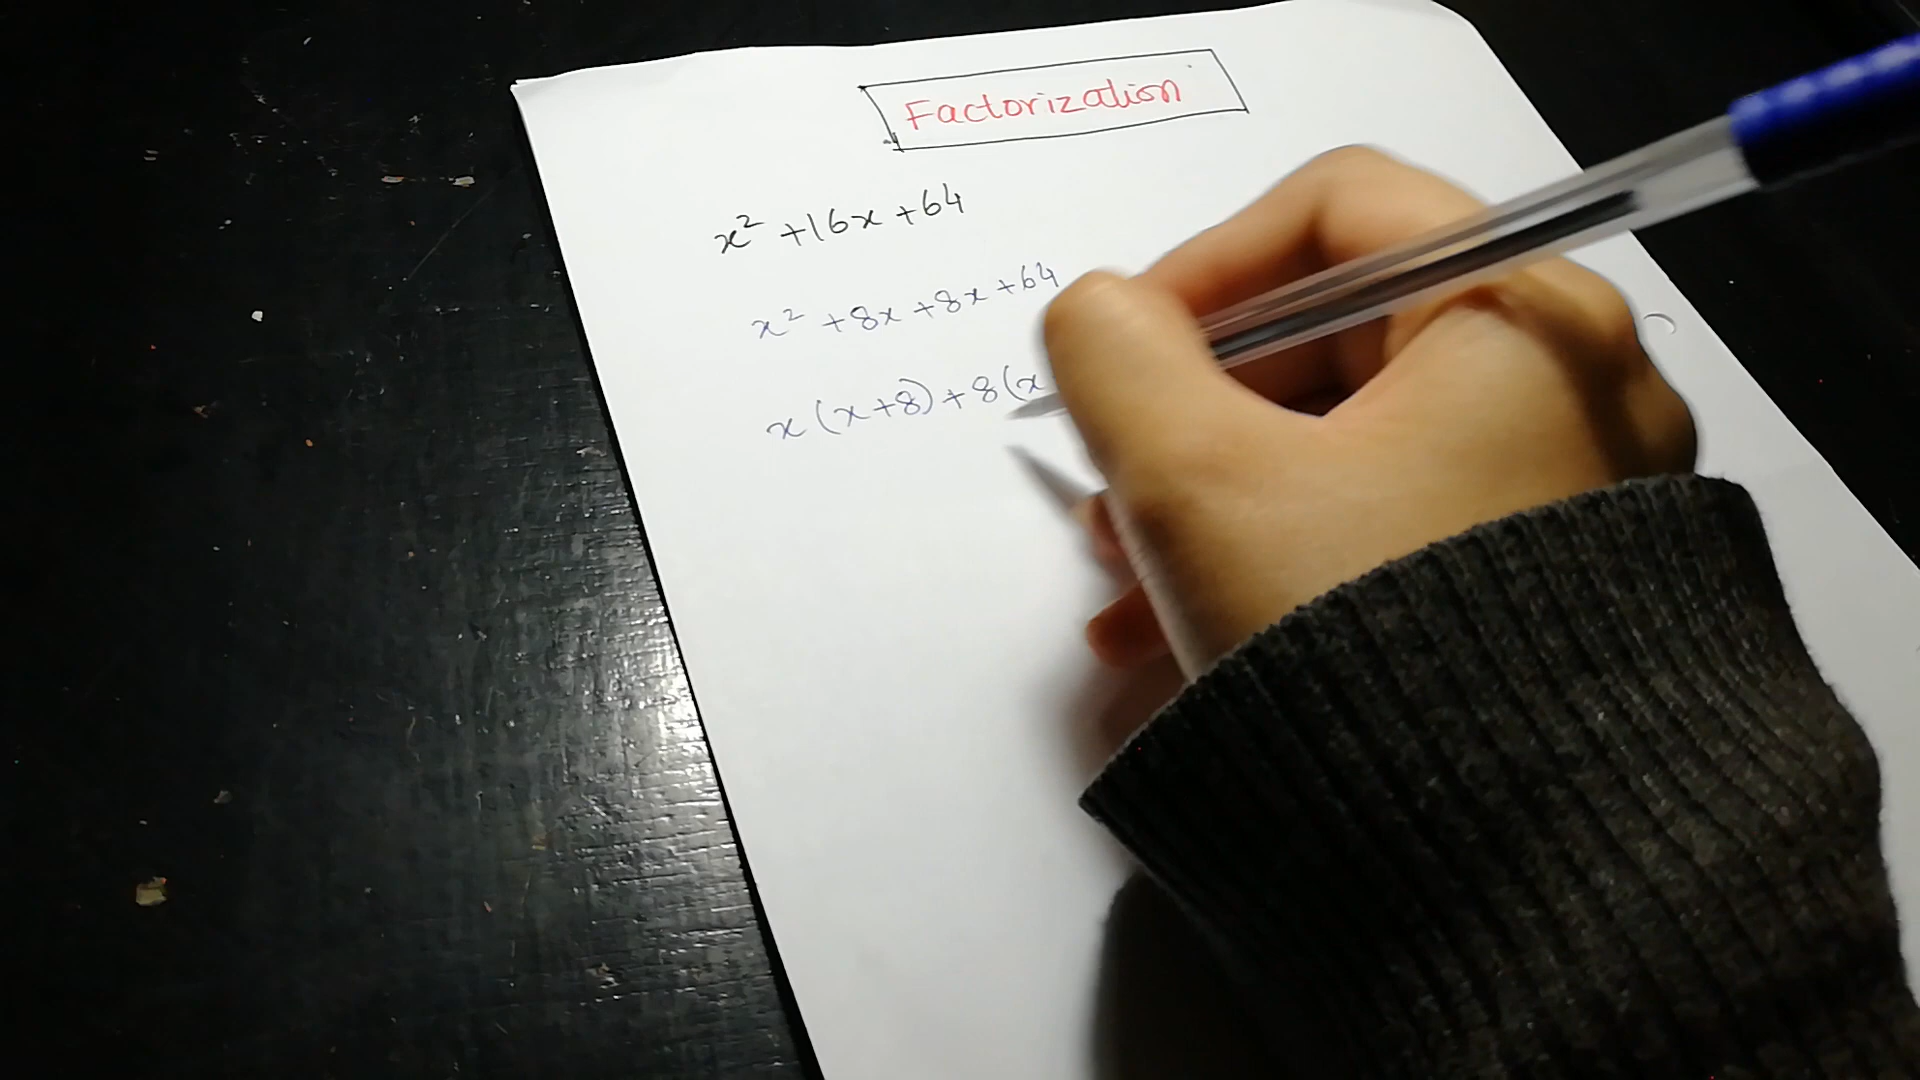 Factorization
x² +16x +64
x² +8x +8x +64
x (x+8) + 8 (x